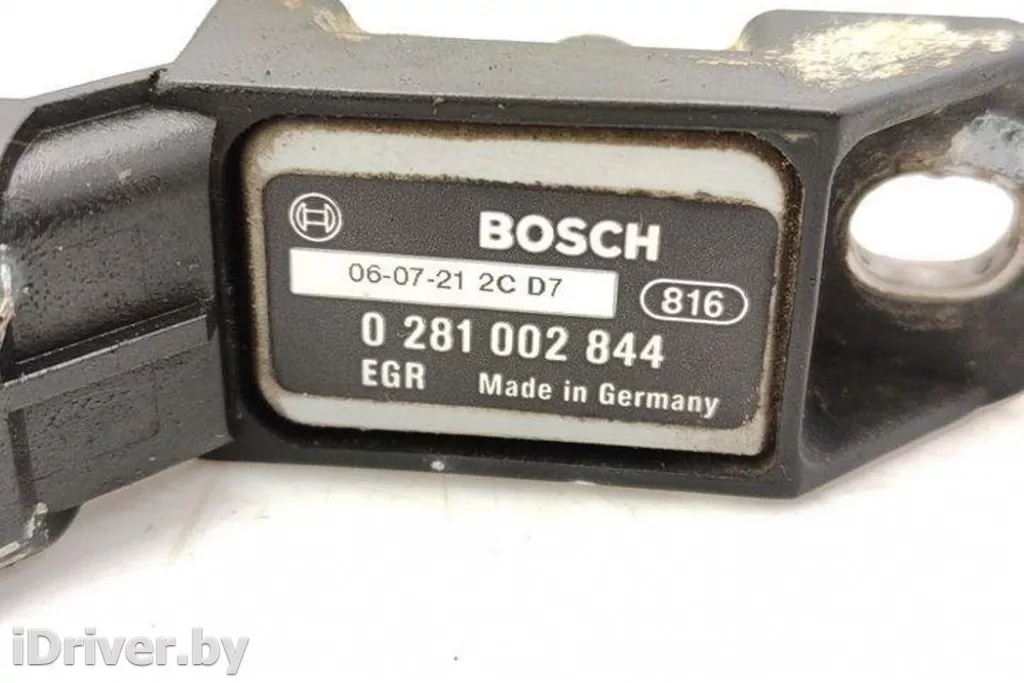 BOSCH
06-07-21 2C D7
816
0 281 002 844
EGR Made in Germany
iDriver.by